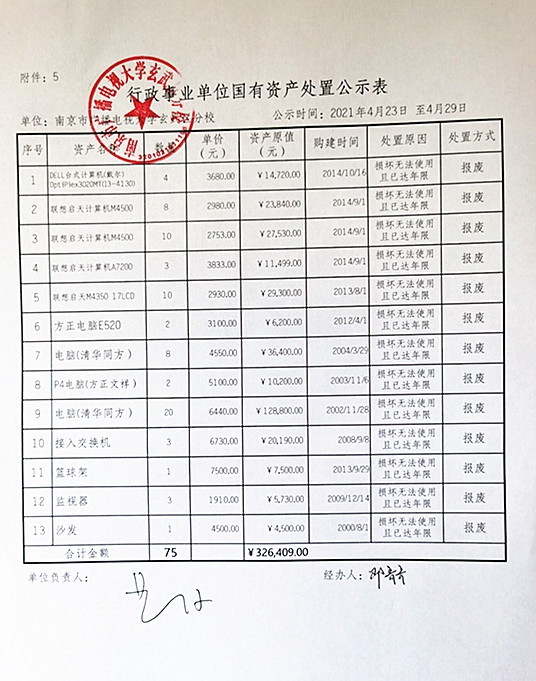 附件：5
行政事业单位国有资产处置公示表
单位：南京市广播电视大学玄武区分校 公示时间：2021年4月23日 至4月29日
序号 资产名 数 单价（元） 资产原值（元） 购建时间 处置原因 处置方式
1 DELL台式计算机(戴尔) OptiPlex3020MT(I3-4130) 4 3680.00 ￥14,720.00 2014/10/16 损坏无法使用且已达年限 报废
2 联想启天计算机M4500 8 2980.00 ￥23,840.00 2014/9/1 损坏无法使用且已达年限 报废
3 联想启天计算机M4500 10 2753.00 ￥27,530.00 2014/9/1 损坏无法使用且已达年限 报废
4 联想启天计算机A7200 3 3833.00 ￥11,499.00 2014/9/1 损坏无法使用且已达年限 报废
5 联想启天M4350 17LCD 10 2930.00 ￥29,300.00 2013/8/1 损坏无法使用且已达年限 报废
6 方正电脑E520 2 3100.00 ￥6,200.00 2012/4/1 损坏无法使用且已达年限 报废
7 电脑(清华同方) 8 4550.00 ￥36,400.00 2004/3/29 损坏无法使用且已达年限 报废
8 P4电脑(方正文祥) 2 5100.00 ￥10,200.00 2003/11/6 损坏无法使用且已达年限 报废
9 电脑(清华同方) 20 6440.00 ￥128,800.00 2002/11/28 损坏无法使用且已达年限 报废
10 接入交换机 3 6730.00 ￥20,190.00 2008/9/8 损坏无法使用且已达年限 报废
11 篮球架 1 7500.00 ￥7,500.00 2013/9/29 损坏无法使用且已达年限 报废
12 监视器 3 1910.00 ￥5,730.00 2009/12/14 损坏无法使用且已达年限 报废
13 沙发 1 4500.00 ￥4,500.00 2000/8/1 损坏无法使用且已达年限 报废
合计金额 75 ￥326,409.00
单位负责人： 经办人：